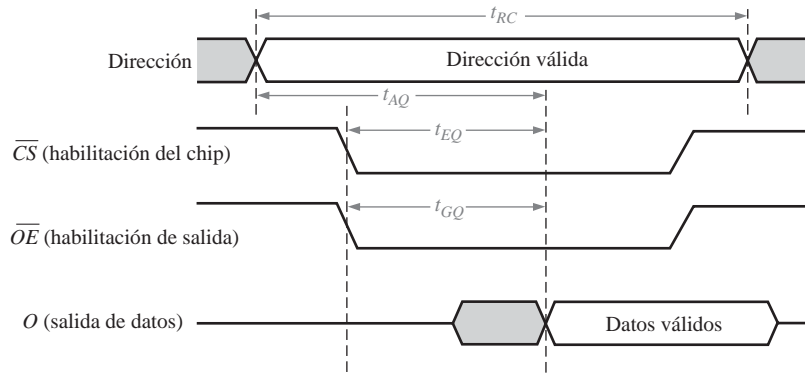 t_RC
Dirección
Dirección válida
t_AQ
CS (habilitación del chip)
t_EQ
OE (habilitación de salida)
t_GQ
O (salida de datos)
Datos válidos